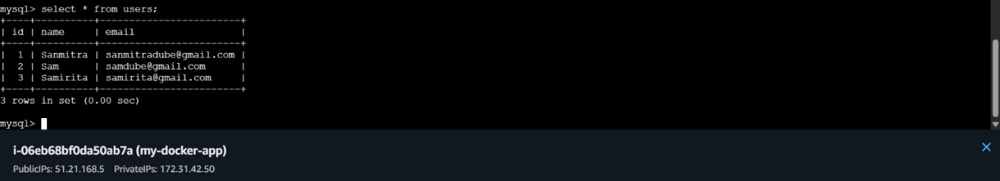 mysql> select * from users;
+----+----------+------------------------+
| id | name     | email                  |
+----+----------+------------------------+
|  1 | Sanmitra | sanmitradube@gmail.com |
|  2 | Sam      | samdube@gmail.com      |
|  3 | Samirita | samirita@gmail.com     |
+----+----------+------------------------+
3 rows in set (0.00 sec)
mysql>
i-06eb68bf0da50ab7a (my-docker-app)
PublicIPs: 51.21.168.5 PrivateIPs: 172.31.42.50